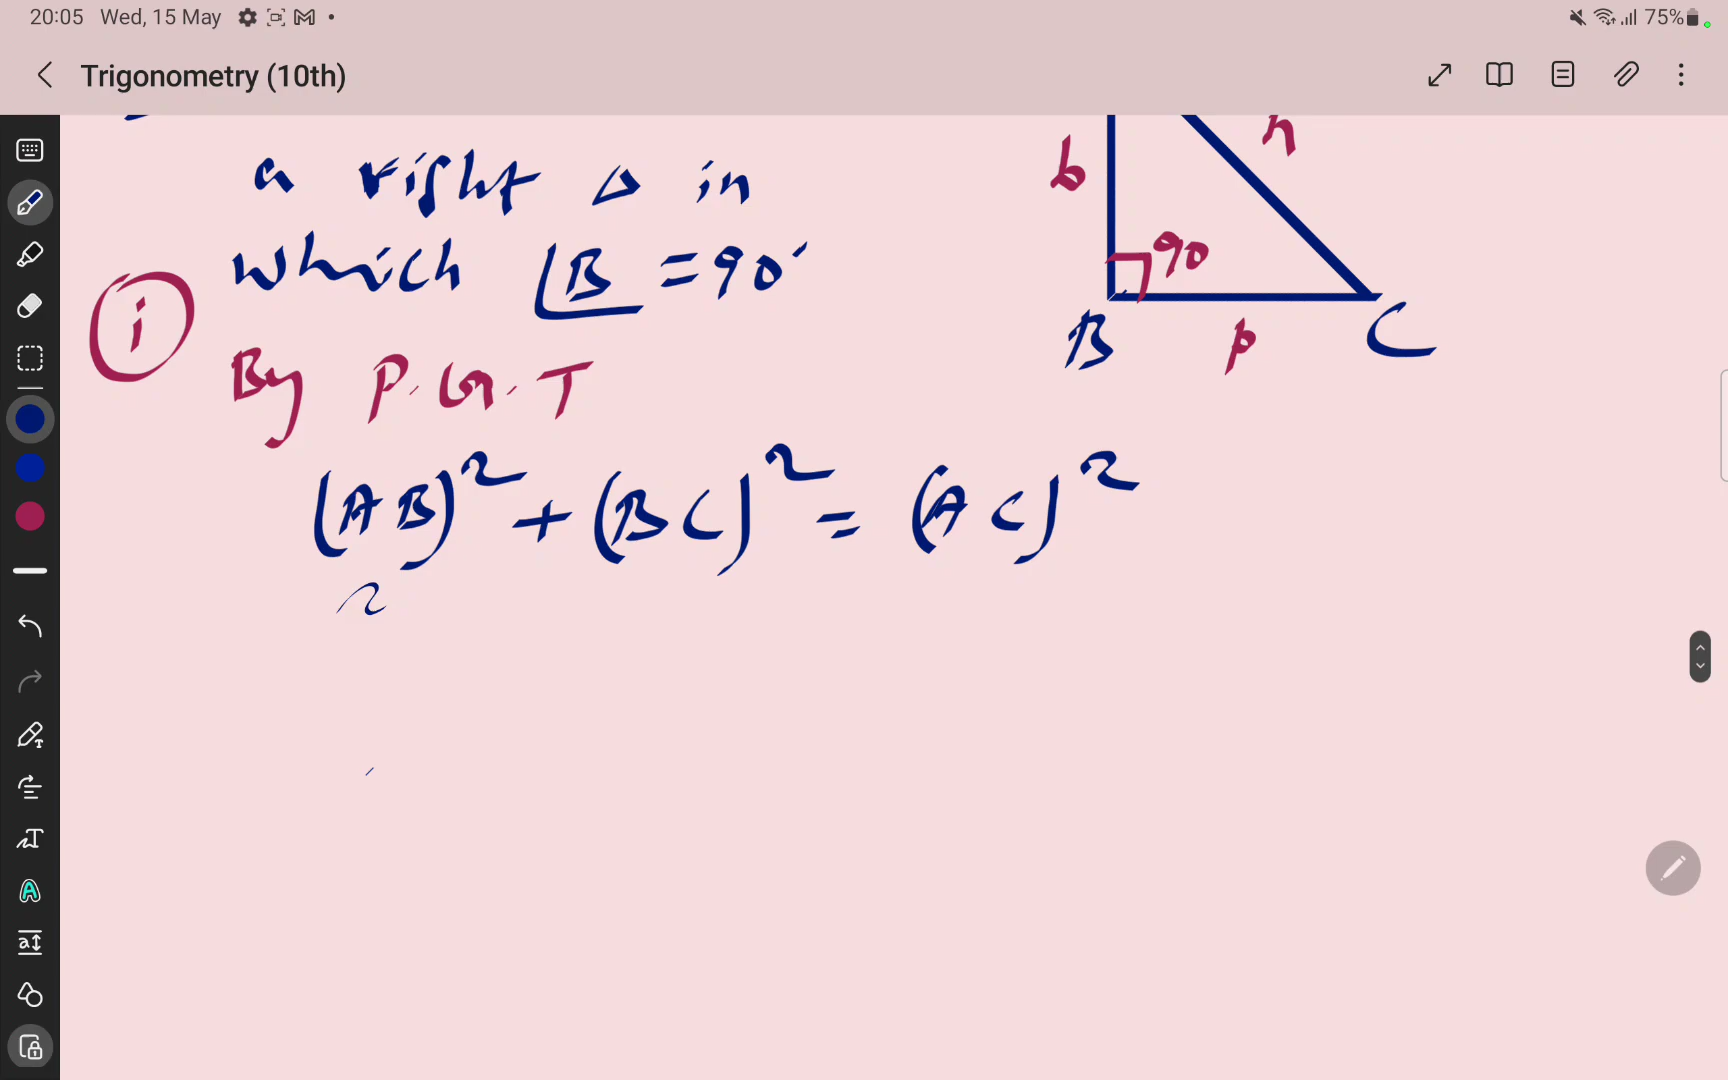 20:05 Wed, 15 May 75%
Trigonometry (10th)
h
b
a right Δ in
which ∠B = 90°
90
i
B p C
By P.G.T
(AB)² + (BC)² = (AC)²
2